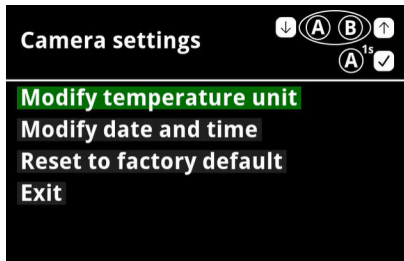 Camera settings
A B
A 1s
Modify temperature unit
Modify date and time
Reset to factory default
Exit